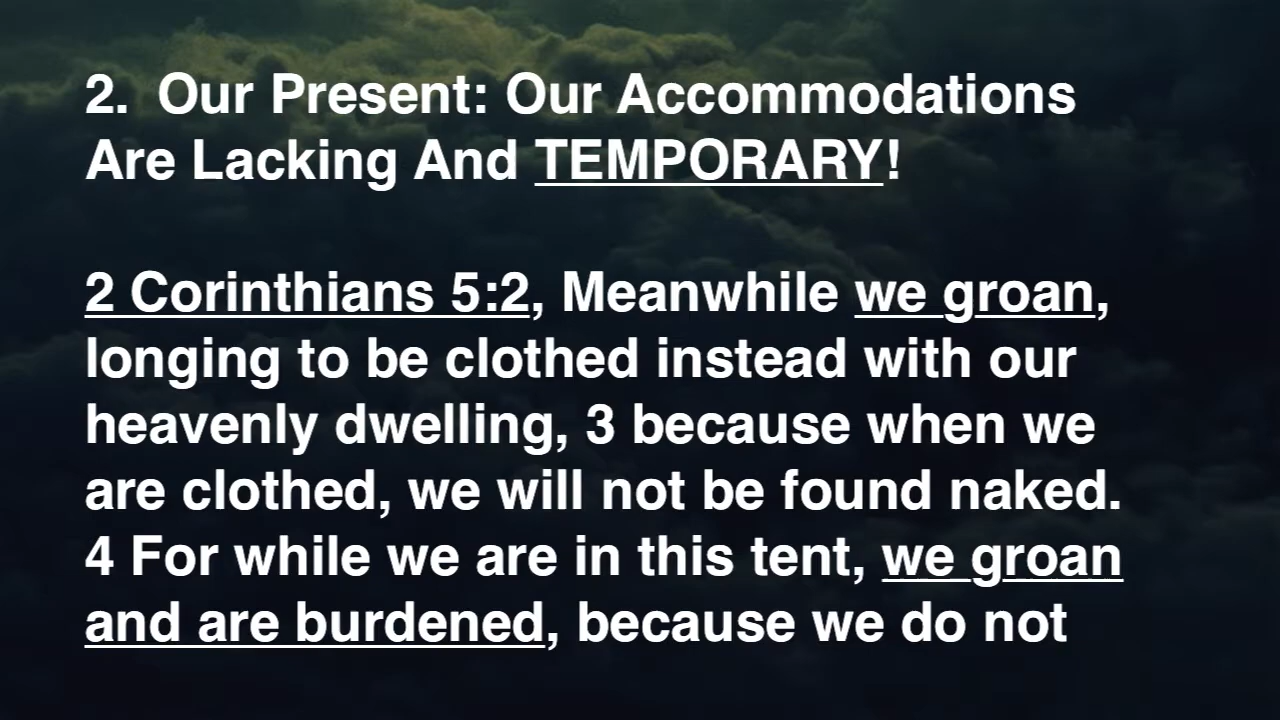 2.  Our Present: Our Accommodations
Are Lacking And TEMPORARY!
2 Corinthians 5:2, Meanwhile we groan,
longing to be clothed instead with our
heavenly dwelling, 3 because when we
are clothed, we will not be found naked.
4 For while we are in this tent, we groan
and are burdened, because we do not